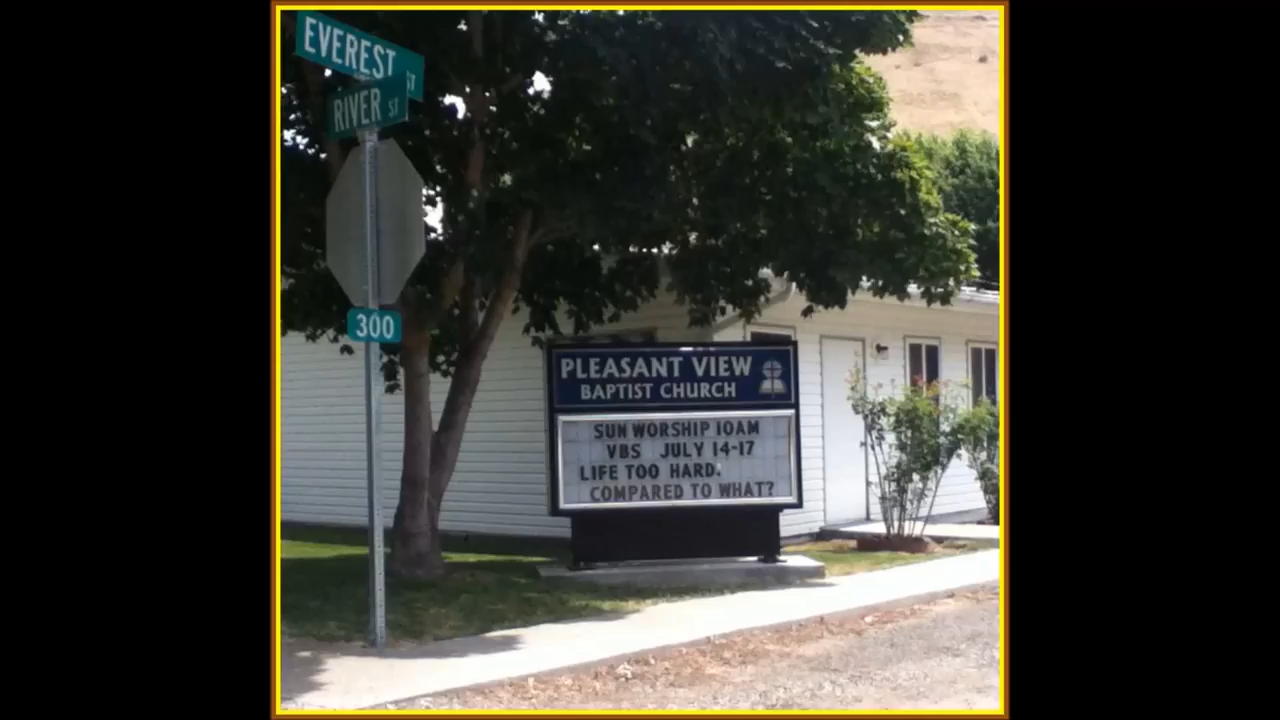 EVEREST ST
RIVER ST
300
PLEASANT VIEW
BAPTIST CHURCH
SUN WORSHIP 10AM
VBS JULY 14-17
LIFE TOO HARD.
COMPARED TO WHAT?